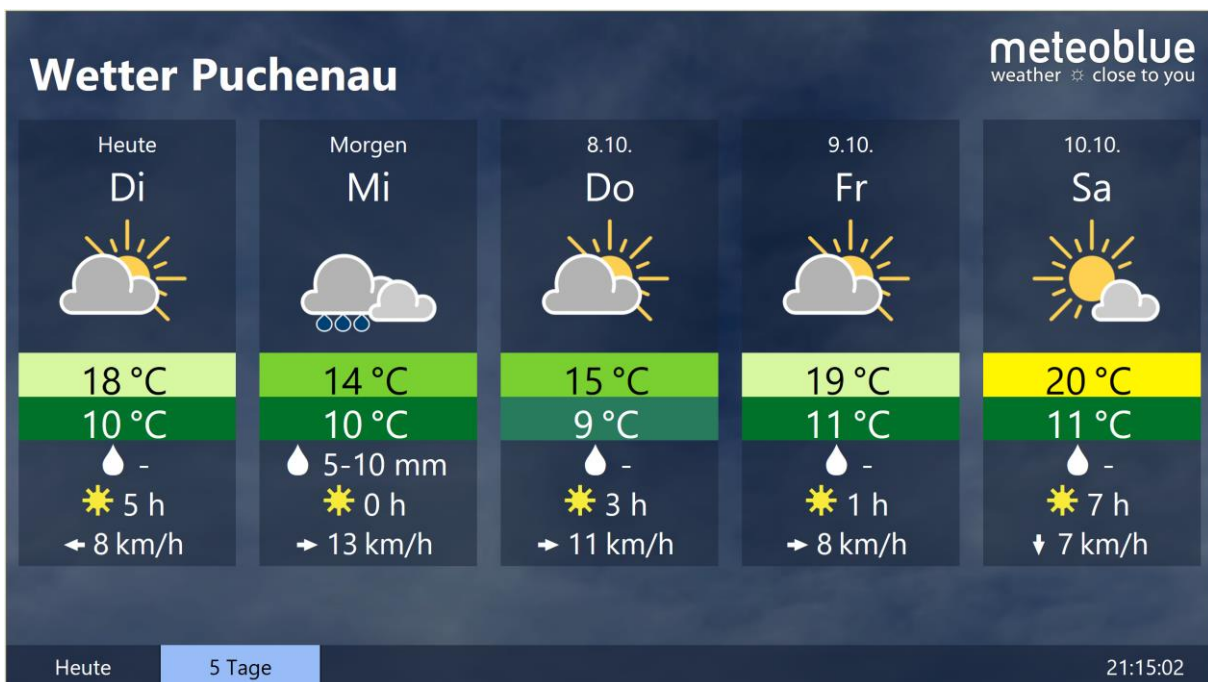 Wetter Puchenau
meteoblue
weather ☼ close to you
Heute
Di
18 °C
10 °C
-
5 h
8 km/h
Morgen
Mi
14 °C
10 °C
5-10 mm
0 h
13 km/h
8.10.
Do
15 °C
9 °C
-
3 h
11 km/h
9.10.
Fr
19 °C
11 °C
-
1 h
8 km/h
10.10.
Sa
20 °C
11 °C
-
7 h
7 km/h
Heute
5 Tage
21:15:02